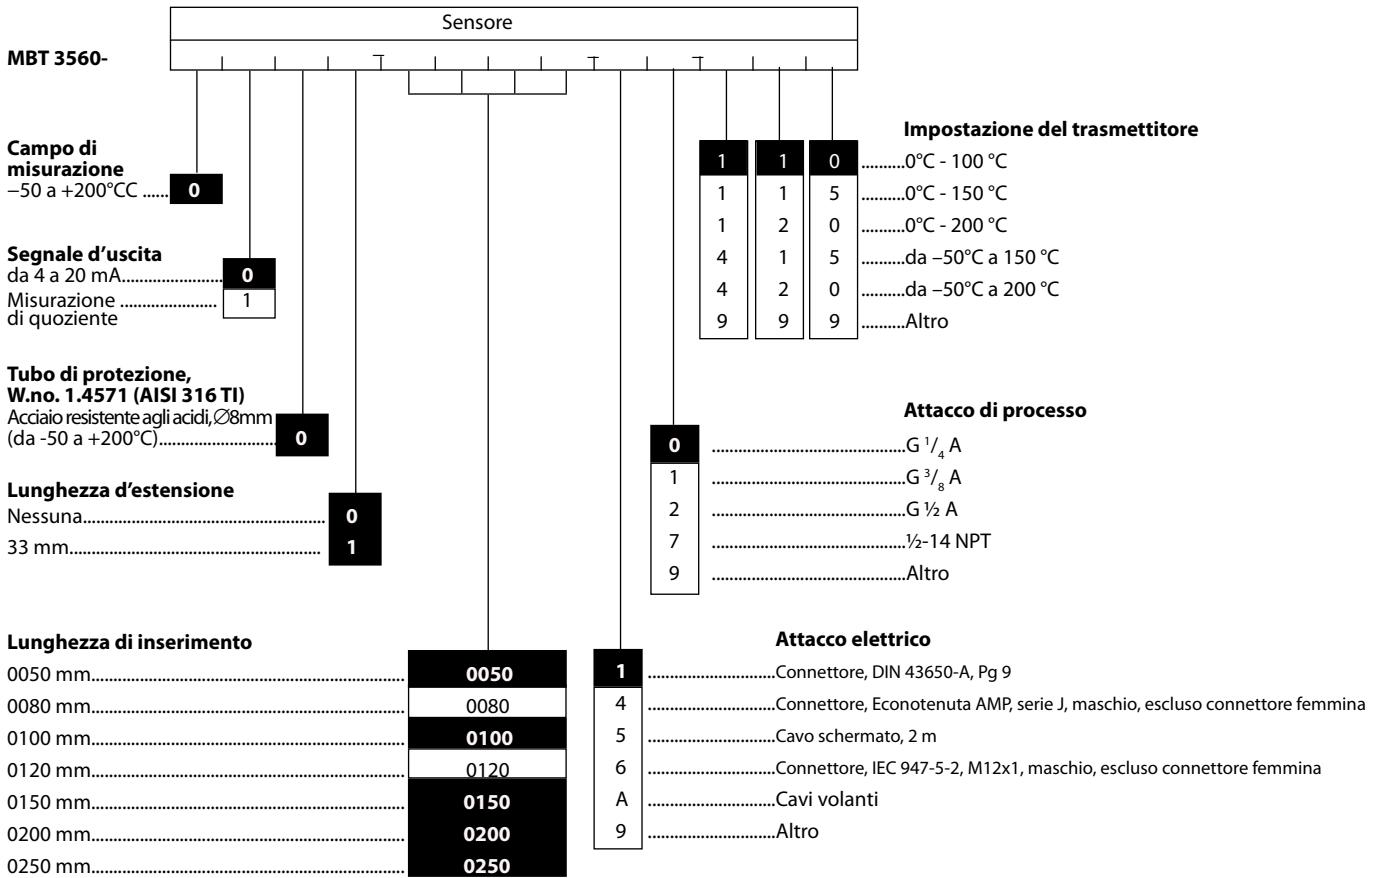 Sensore
MBT 3560-
Campo di
misurazione
–50 a +200°CC ...... 0
Segnale d’uscita
da 4 a 20 mA....................... 0
Misurazione ...................... 1
di quoziente
Tubo di protezione,
W.no. 1.4571 (AISI 316 TI)
Acciaio resistente agli acidi,∅8mm
(da -50 a +200°C).......................... 0
Lunghezza d’estensione
Nessuna...................................................... 0
33 mm......................................................... 1
Lunghezza di inserimento
0050 mm........................................................................ 0050
0080 mm........................................................................ 0080
0100 mm........................................................................ 0100
0120 mm........................................................................ 0120
0150 mm........................................................................ 0150
0200 mm........................................................................ 0200
0250 mm........................................................................ 0250
Impostazione del trasmettitore
1 1 0 ..........0°C - 100 °C
1 1 5 ..........0°C - 150 °C
1 2 0 ..........0°C - 200 °C
4 1 5 ..........da –50°C a 150 °C
4 2 0 ..........da –50°C a 200 °C
9 9 9 ..........Altro
Attacco di processo
0 ............................................G 1/4 A
1 ............................................G 3/8 A
2 ............................................G ½ A
7 ............................................½-14 NPT
9 ............................................Altro
Attacco elettrico
1 .............................Connettore, DIN 43650-A, Pg 9
4 .............................Connettore, Econotenuta AMP, serie J, maschio, escluso connettore femmina
5 .............................Cavo schermato, 2 m
6 .............................Connettore, IEC 947-5-2, M12x1, maschio, escluso connettore femmina
A .............................Cavi volanti
9 .............................Altro